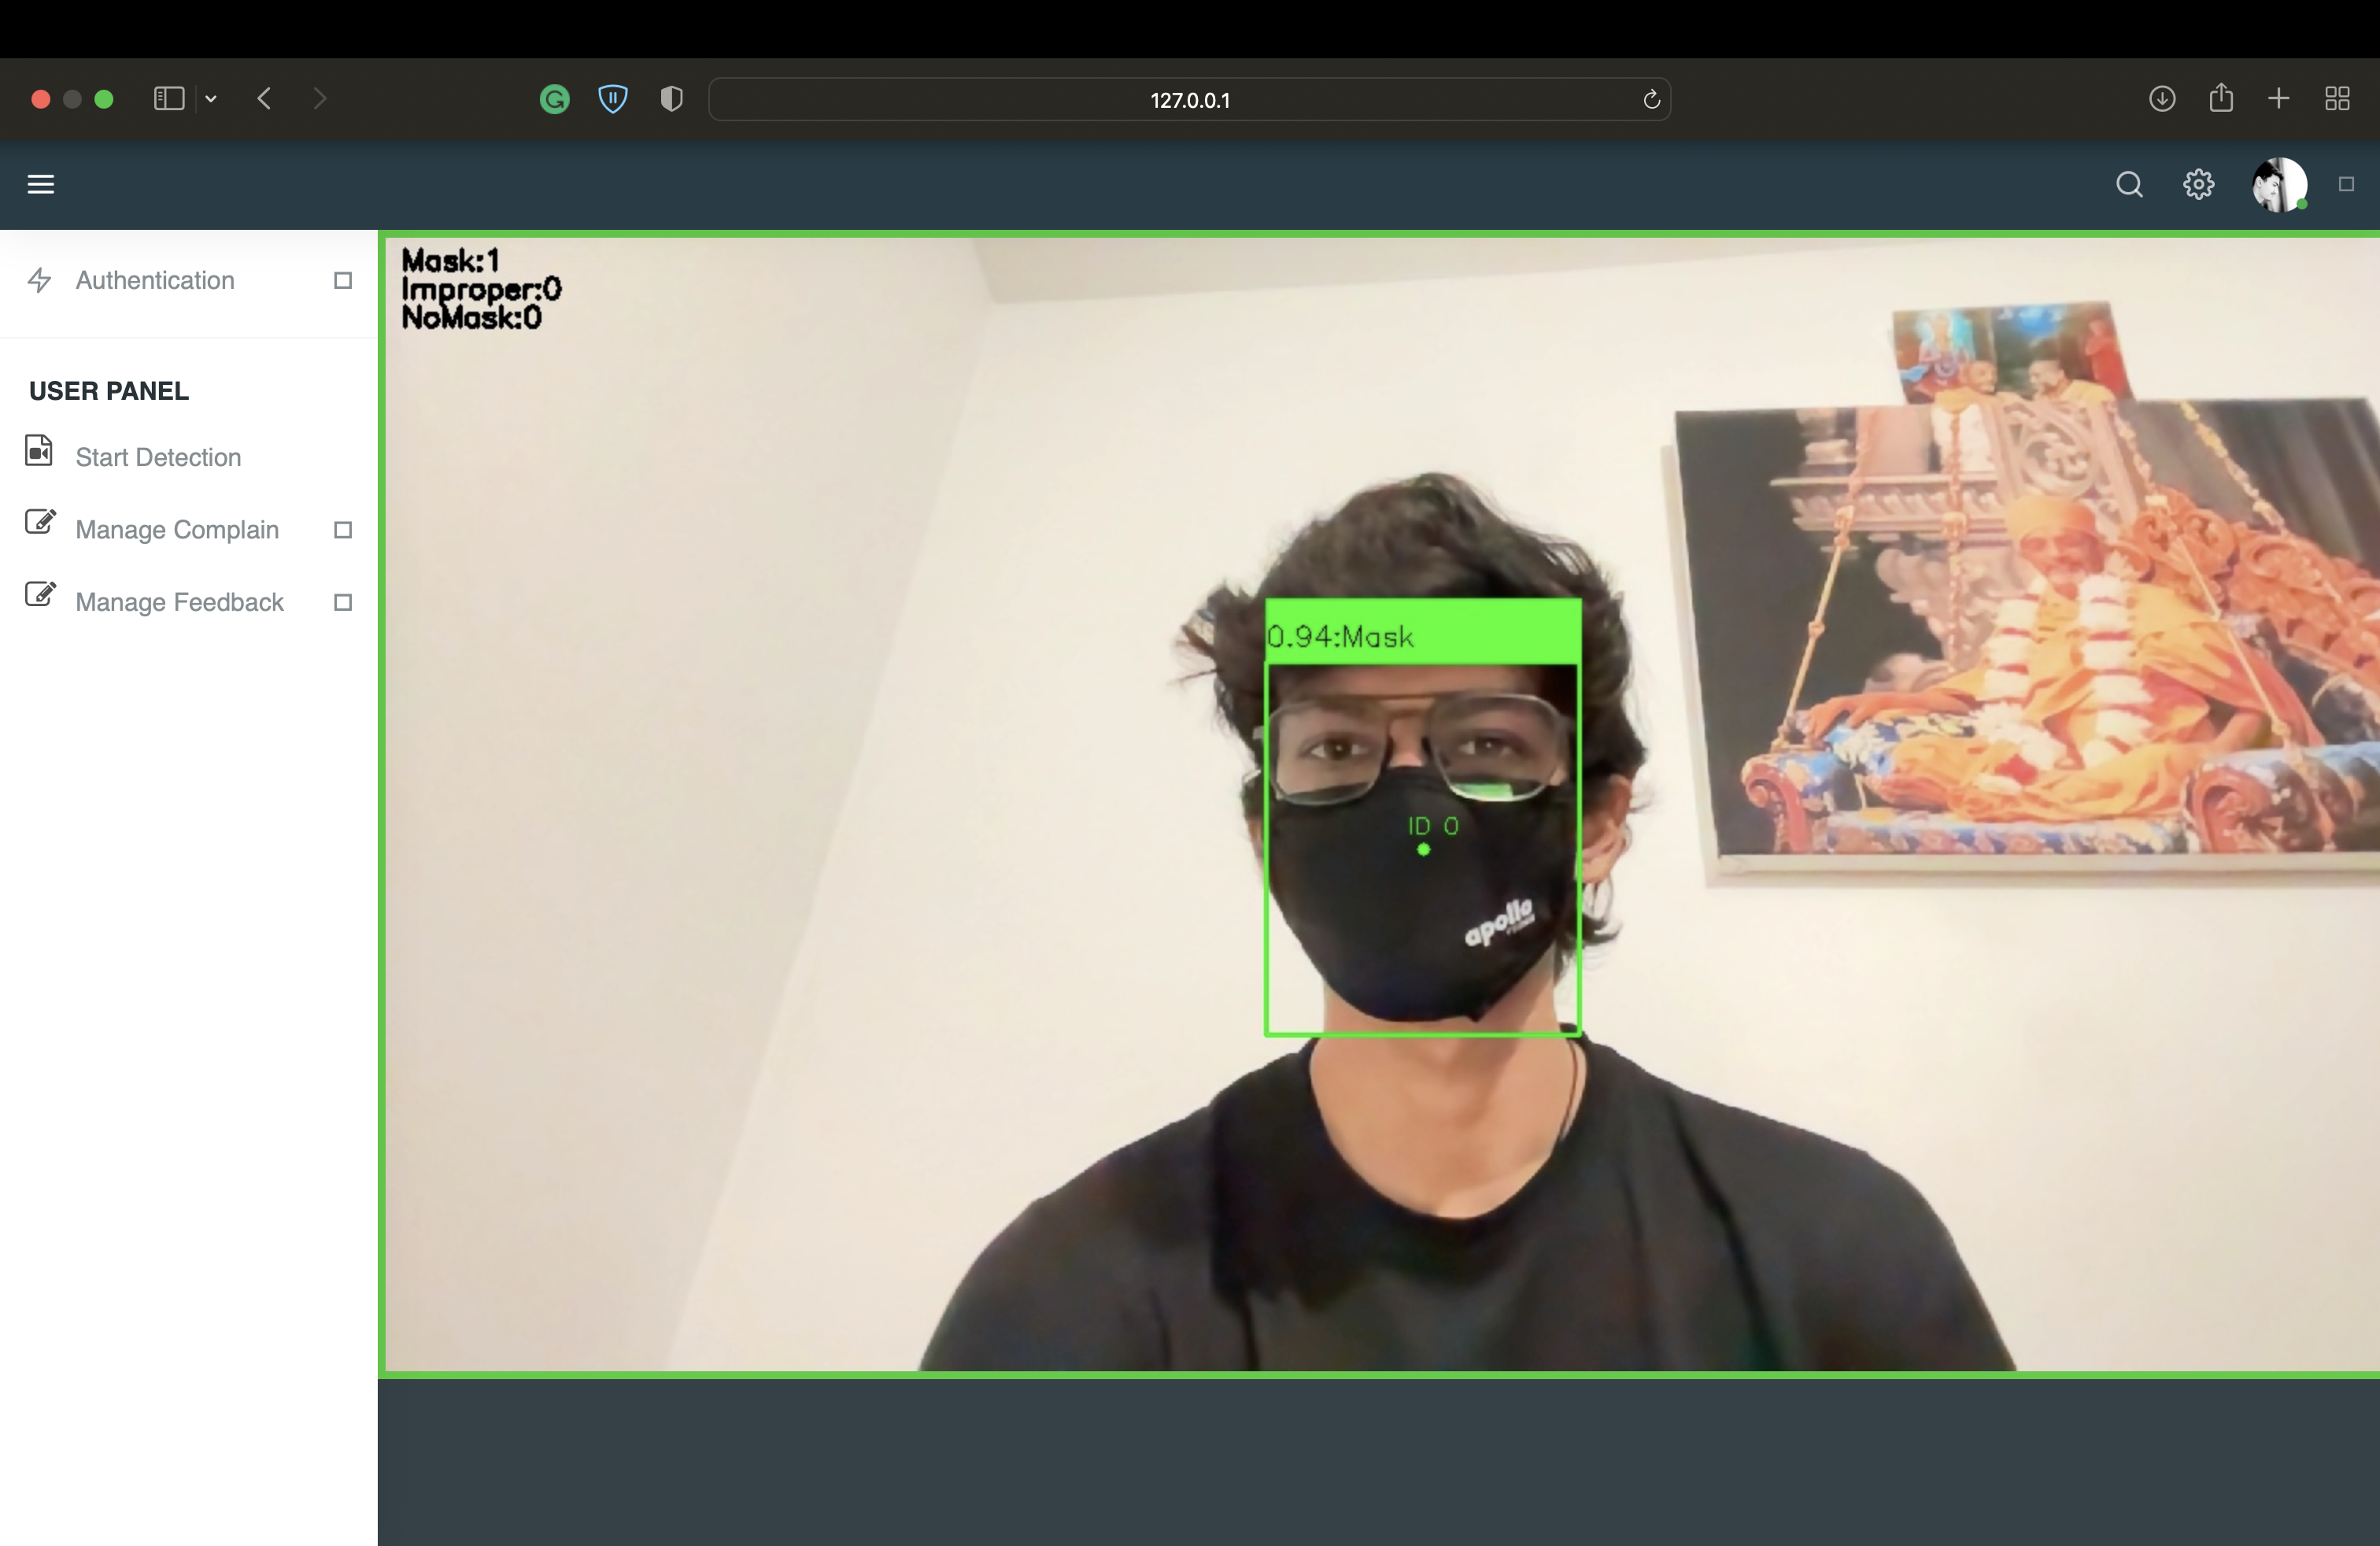 127.0.0.1
Authentication
USER PANEL
Start Detection
Manage Complain
Manage Feedback
Mask:1
Improper:0
NoMask:0
0.94:Mask
ID 0
apollo